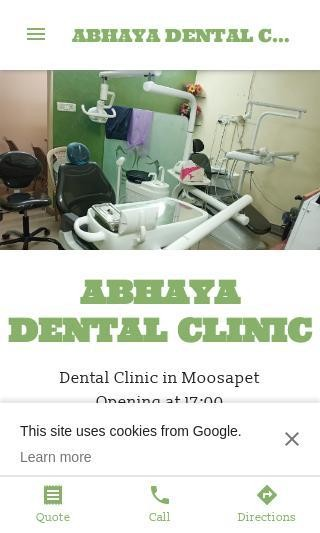 ABHAYA DENTAL C...
ABHAYA
DENTAL CLINIC
Dental Clinic in Moosapet
Opening at 17:00
This site uses cookies from Google.
Learn more
Quote
Call
Directions